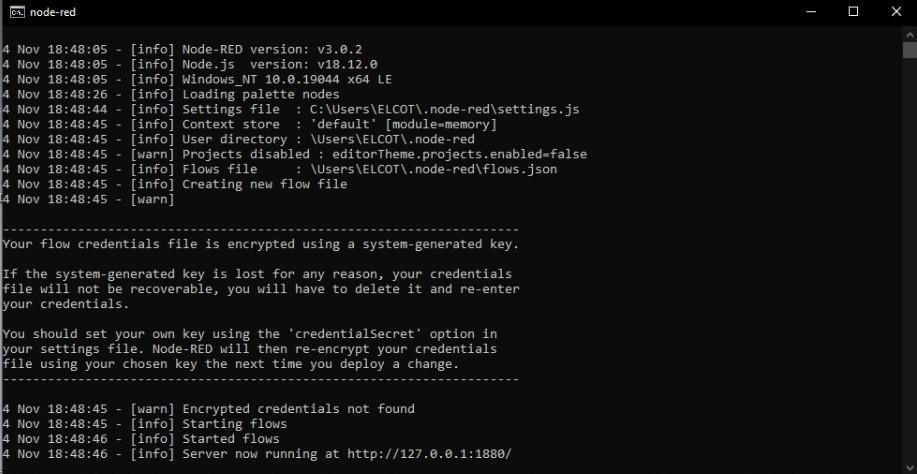 node-red
4 Nov 18:48:05 - [info] Node-RED version: v3.0.2
4 Nov 18:48:05 - [info] Node.js  version: v18.12.0
4 Nov 18:48:05 - [info] Windows_NT 10.0.19044 x64 LE
4 Nov 18:48:26 - [info] Loading palette nodes
4 Nov 18:48:44 - [info] Settings file  : C:\Users\ELCOT\.node-red\settings.js
4 Nov 18:48:45 - [info] Context store  : 'default' [module=memory]
4 Nov 18:48:45 - [info] User directory : \Users\ELCOT\.node-red
4 Nov 18:48:45 - [warn] Projects disabled : editorTheme.projects.enabled=false
4 Nov 18:48:45 - [info] Flows file     : \Users\ELCOT\.node-red\flows.json
4 Nov 18:48:45 - [info] Creating new flow file
4 Nov 18:48:45 - [warn]
---------------------------------------------------------------------
Your flow credentials file is encrypted using a system-generated key.
If the system-generated key is lost for any reason, your credentials
file will not be recoverable, you will have to delete it and re-enter
your credentials.
You should set your own key using the 'credentialSecret' option in
your settings file. Node-RED will then re-encrypt your credentials
file using your chosen key the next time you deploy a change.
---------------------------------------------------------------------
4 Nov 18:48:45 - [warn] Encrypted credentials not found
4 Nov 18:48:45 - [info] Starting flows
4 Nov 18:48:46 - [info] Started flows
4 Nov 18:48:46 - [info] Server now running at http://127.0.0.1:1880/